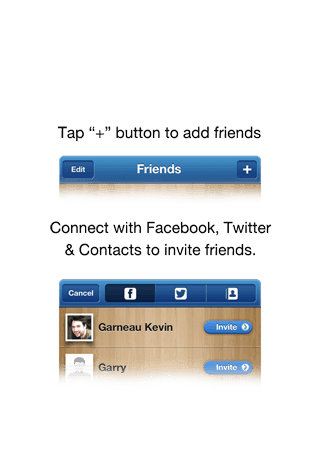 Tap “+” button to add friends
Edit Friends +
Connect with Facebook, Twitter
& Contacts to invite friends.
Cancel f
Garneau Kevin Invite
Garry Invite